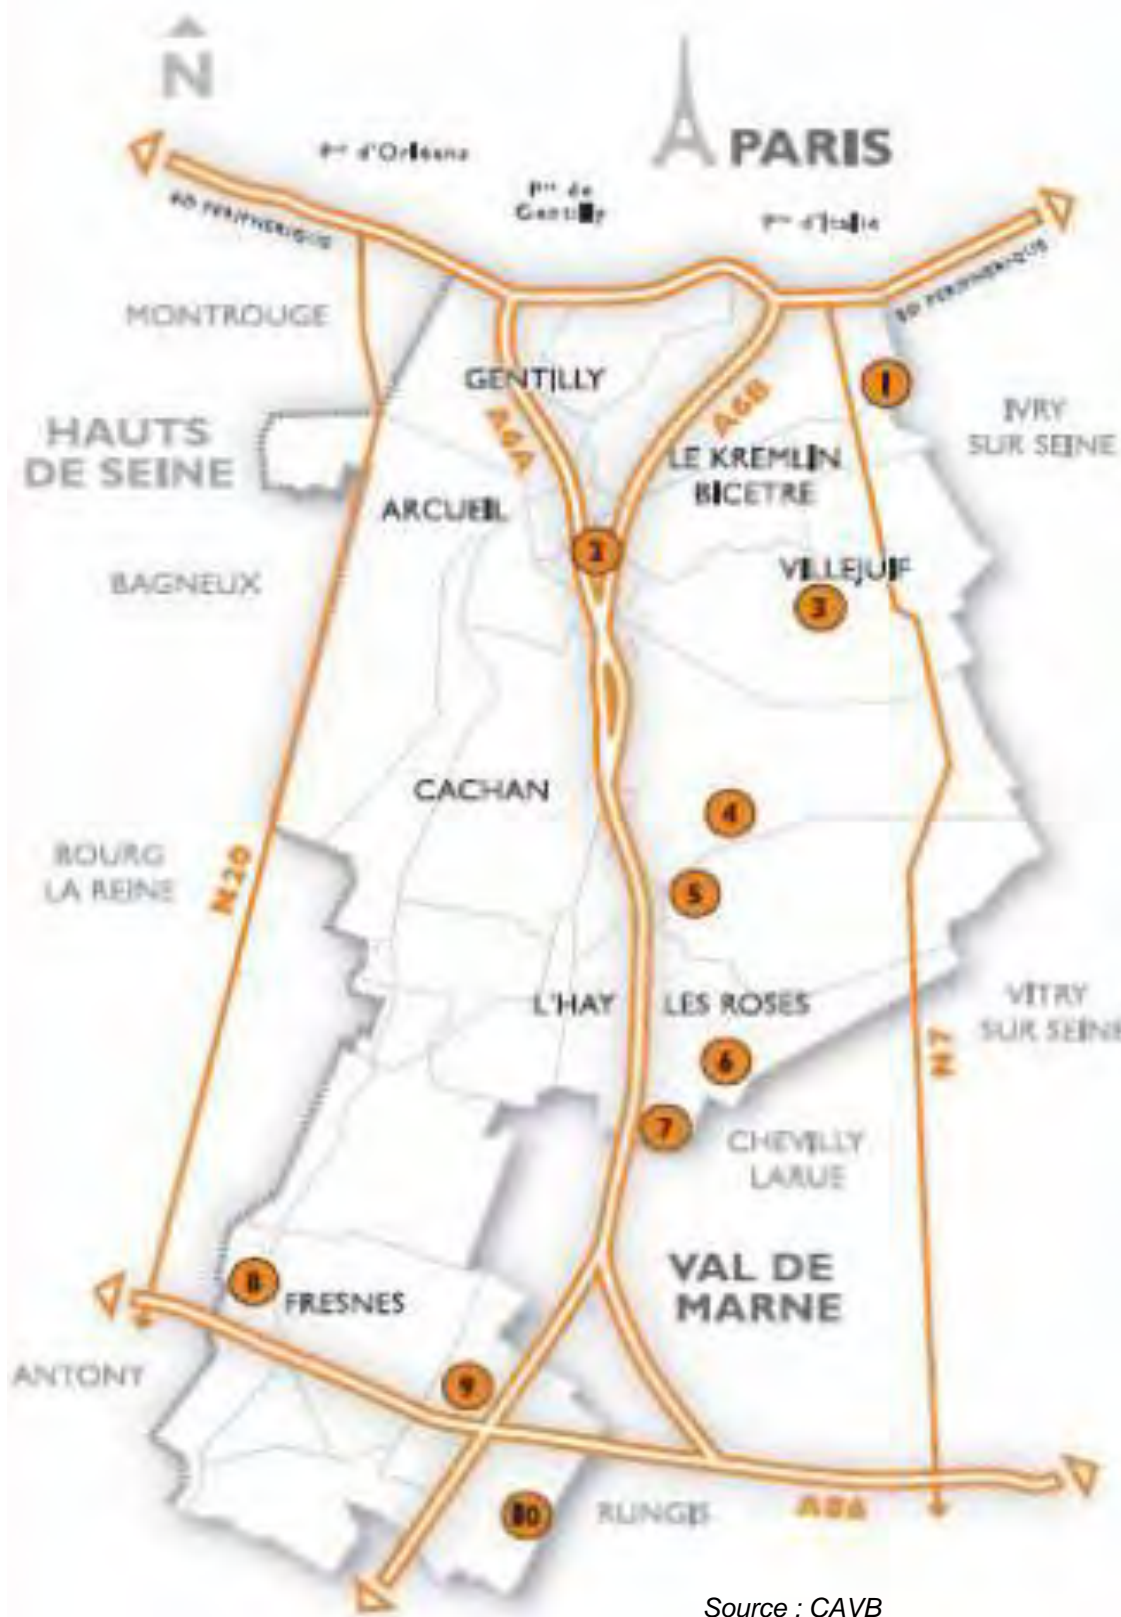 N
PARIS
Pte d'Orléans
Pte de
Gentilly
Pte d'Italie
BD PERIPHERIQUE
BD PERIPHERIQUE
MONTROUGE
GENTILLY
1
IVRY
SUR SEINE
HAUTS
DE SEINE
A6A
A6B
LE KREMLIN
BICETRE
ARCUEIL
2
BAGNEUX
VILLEJUIF
3
CACHAN
4
BOURG
LA REINE
N20
5
L'HAY LES ROSES
VITRY
SUR SEINE
N7
6
7
CHEVILLY
LARUE
VAL DE
MARNE
8
FRESNES
ANTONY
9
10
RUNGIS
A86
Source : CAVB